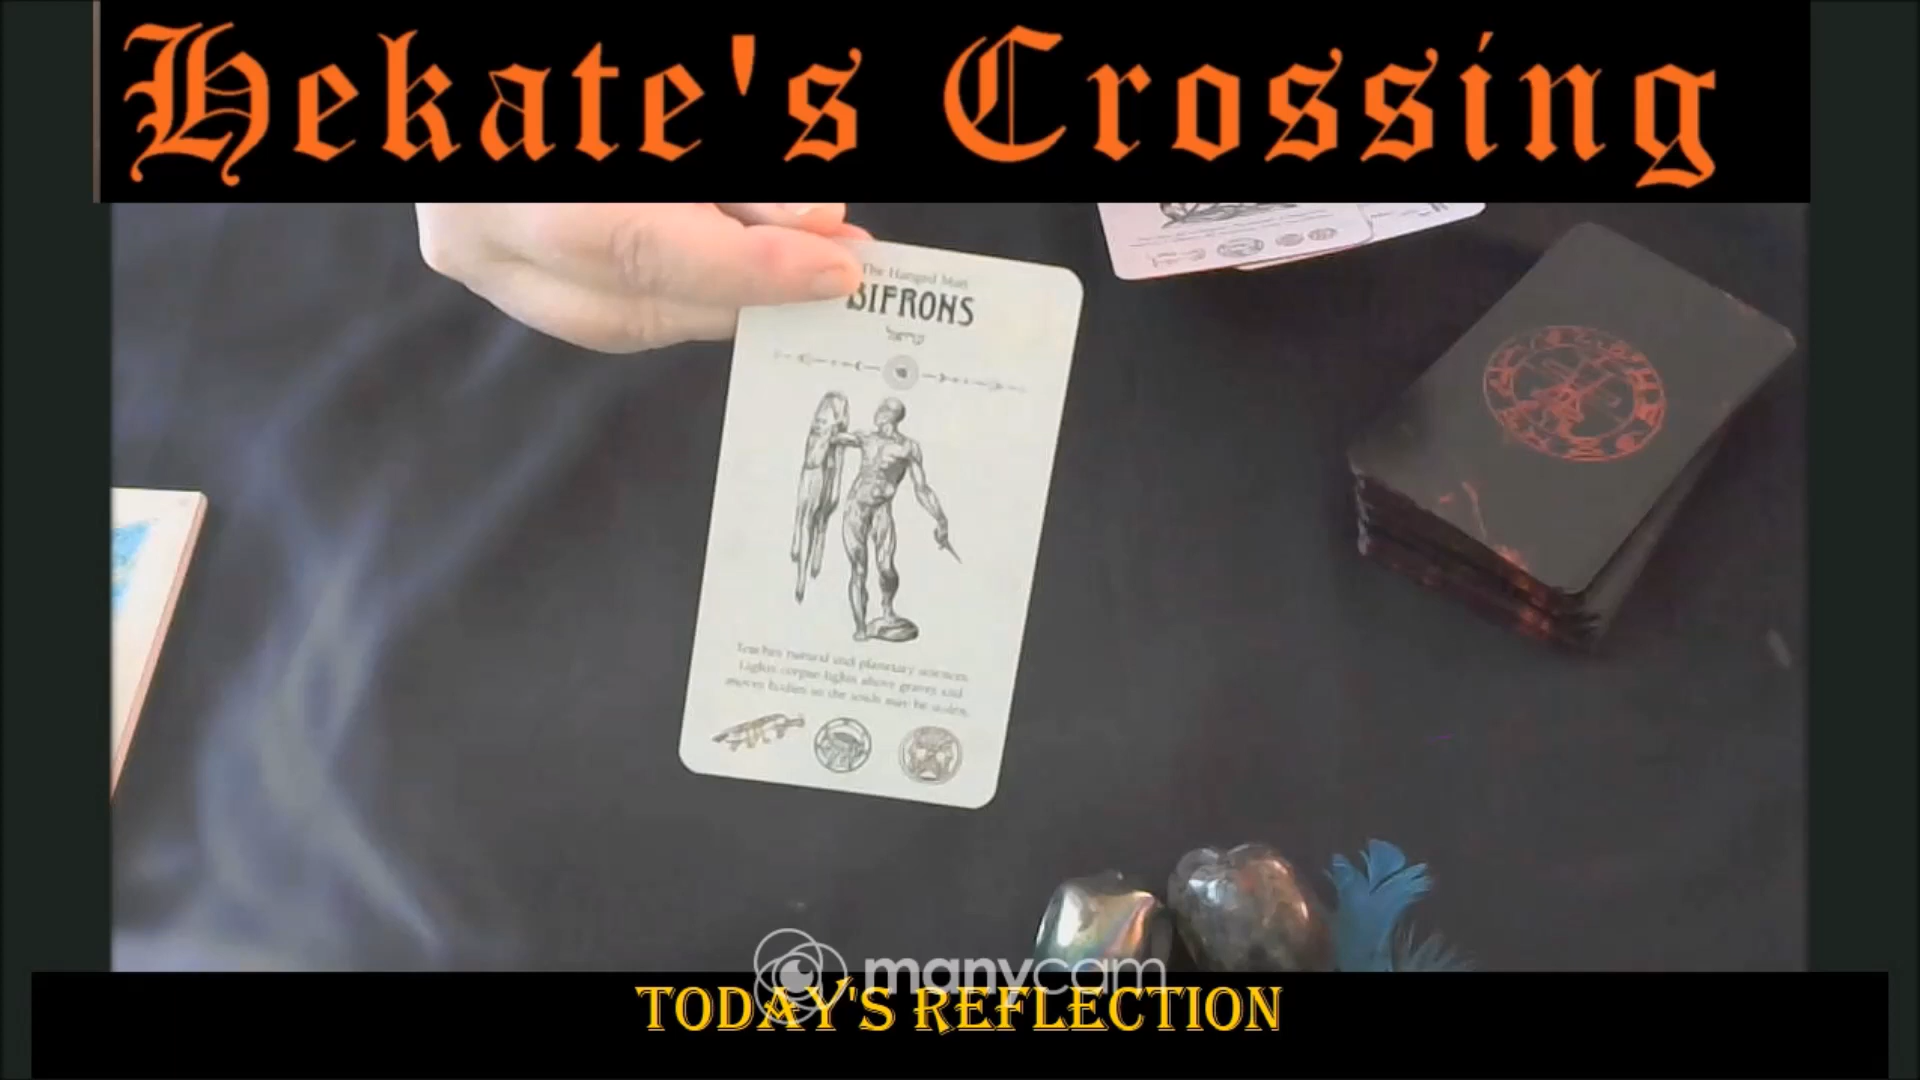 Hekate's Crossing
The Hanged Man
BIFRONS
Teaches natural and planetary sciences.
Lights corpse lights above graves and
moves bodies so the souls may be stolen.
manycam
TODAY'S REFLECTION